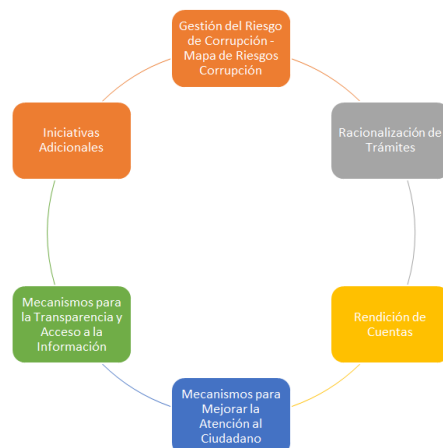 Gestión del Riesgo
de Corrupción -
Mapa de Riesgos
Corrupción
Racionalización de
Trámites
Rendición de
Cuentas
Mecanismos para
Mejorar la
Atención al
Ciudadano
Mecanismos para
la Transparencia y
Acceso a la
Información
Iniciativas
Adicionales